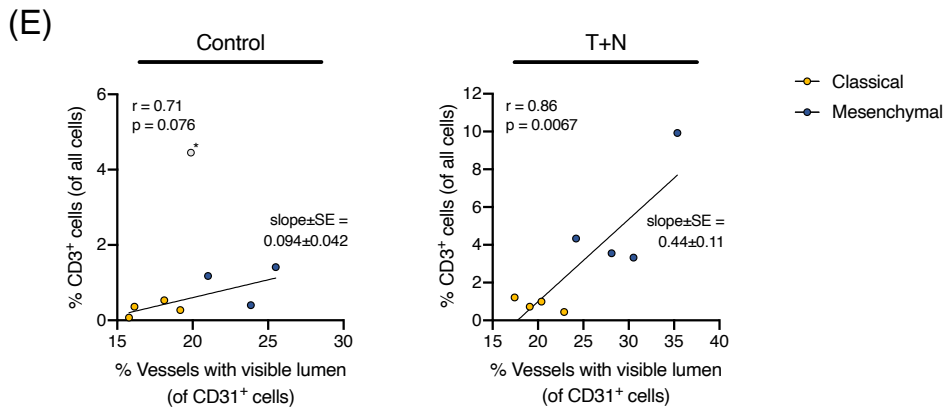 (E)
Control
6
4
2
0
15
20
25
30
% CD3⁺ cells (of all cells)
r = 0.71
p = 0.076
*
slope±SE =
0.094±0.042
% Vessels with visible lumen
(of CD31⁺ cells)
T+N
12
10
8
6
4
2
0
15
20
25
30
35
40
% CD3⁺ cells (of all cells)
r = 0.86
p = 0.0067
slope±SE =
0.44±0.11
% Vessels with visible lumen
(of CD31⁺ cells)
Classical
Mesenchymal